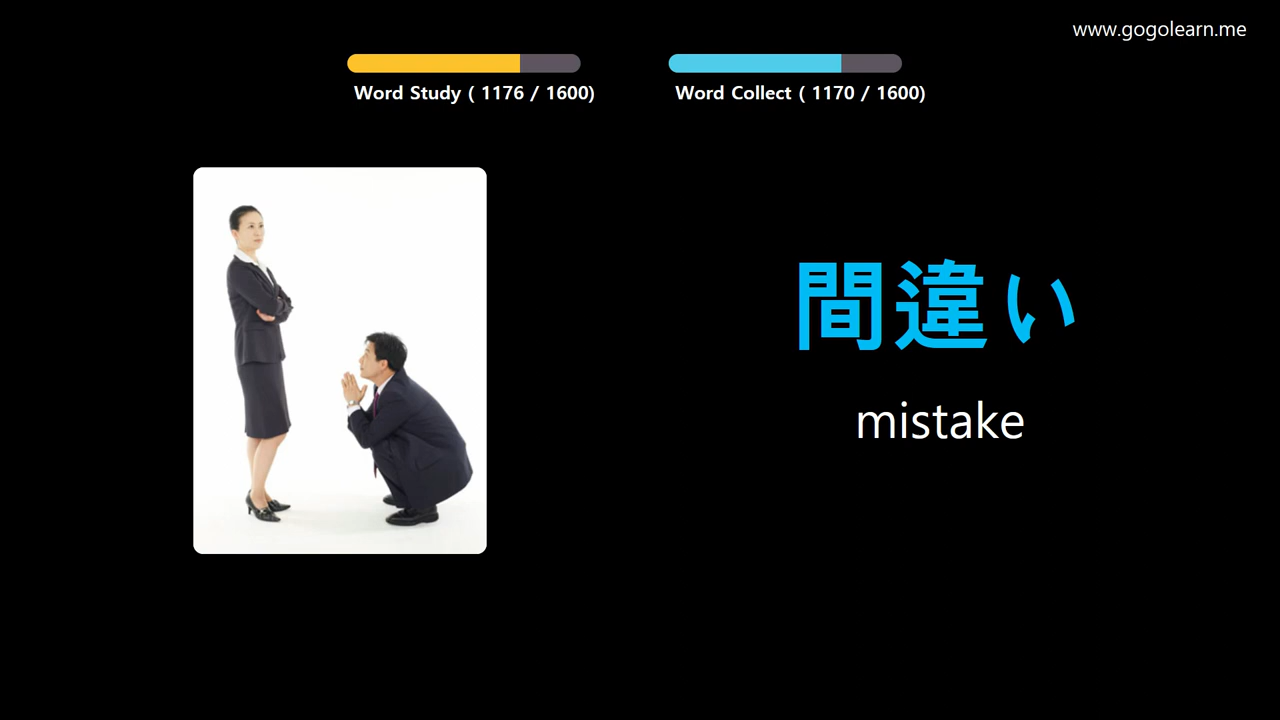 www.gogolearn.me
Word Study ( 1176 / 1600)
Word Collect ( 1170 / 1600)
間違い
mistake